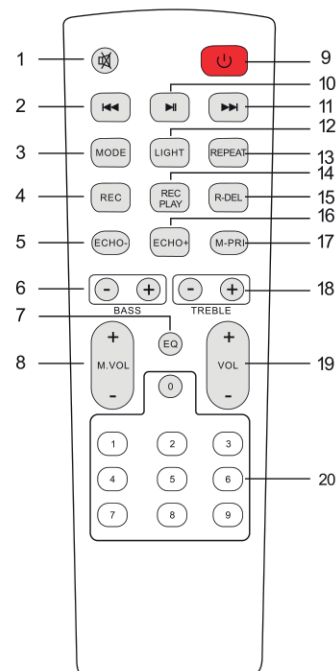 1
9
10
2
11
12
3 MODE LIGHT REPEAT
13
14
4 REC REC PLAY R-DEL
15
16
5 ECHO- ECHO+ M-PRI
17
6 - + - + 18
BASS TREBLE
7
EQ
+ +
8 M.VOL VOL 19
- -
0
1 2 3
4 5 6 20
7 8 9